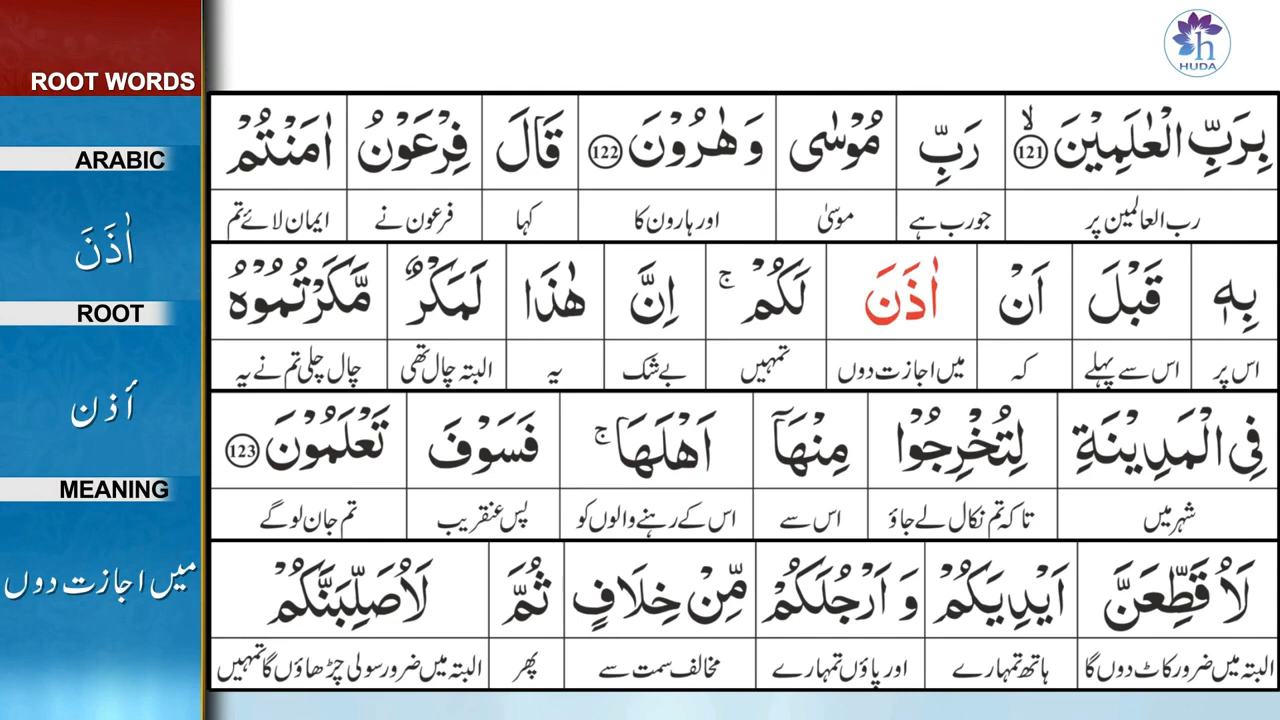 ROOT WORDS
ARABIC
اٰذَنَ
ROOT
أ ذ ن
MEANING
میں اجازت دوں
h
HUDA
بِرَبِّ الْعٰلَمِيْنَ ۙ 121 رَبِّ مُوْسٰى وَ هٰرُوْنَ 122 قَالَ فِرْعَوْنُ اٰمَنْتُمْ
رب العالمین پر جو رب ہے موسیٰ اور ہارون کا کہا فرعون نے ایمان لائے تم
بِهٖ قَبْلَ اَنْ اٰذَنَ لَكُمْ ۚ اِنَّ هٰذَا لَمَكْرٌ مَّكَرْتُمُوْهُ
اس پر اس سے پہلے کہ میں اجازت دوں تمہیں بے شک یہ البتہ چال تھی چال چلی تم نے یہ
فِى الْمَدِيْنَةِ لِتُخْرِجُوْا مِنْهَاۤ اَهْلَهَا ۚ فَسَوْفَ تَعْلَمُوْنَ 123
شہر میں تاکہ تم نکال لے جاؤ اس سے اس کے رہنے والوں کو پس عنقریب تم جان لو گے
لَاُ قَطِّعَنَّ اَيْدِيَكُمْ وَ اَرْجُلَكُمْ مِّنْ خِلَافٍ ثُمَّ لَاُصَلِّبَنَّكُمْ
البتہ میں ضرور کاٹ دوں گا ہاتھ تمہارے اور پاؤں تمہارے مخالف سمت سے پھر البتہ میں ضرور سولی چڑھاؤں گا تمہیں